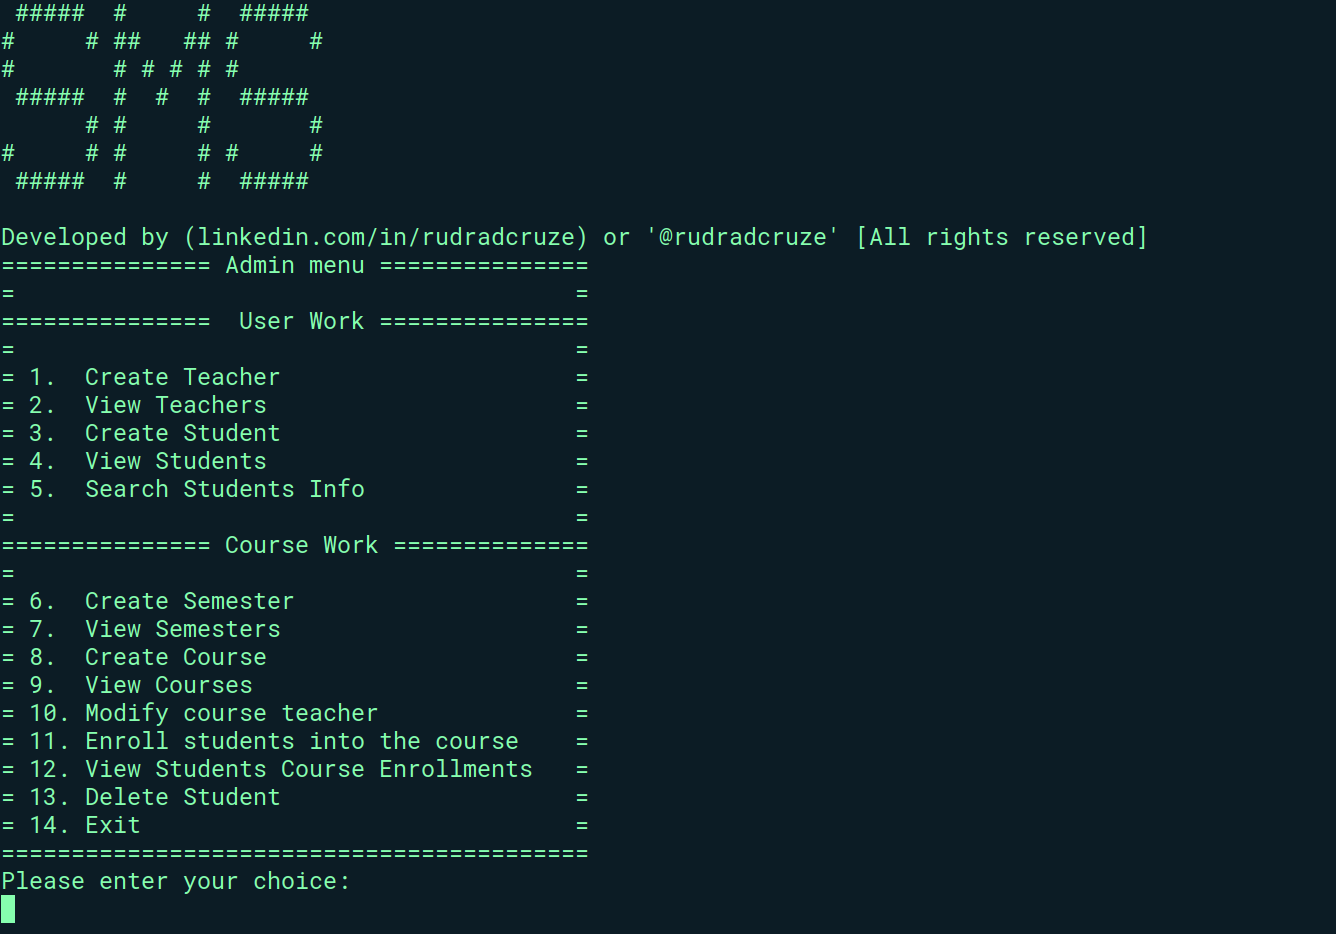 #####  #     #  #####
#     # ##   ## #     #
#       # # # # #
 #####  #  #  #  #####
      # #     #       #
#     # #     # #     #
 #####  #     #  #####

Developed by (linkedin.com/in/rudradcruze) or '@rudradcruze' [All rights reserved]
=============== Admin menu ===============
=                                        =
===============  User Work ===============
=                                        =
= 1.  Create Teacher                     =
= 2.  View Teachers                      =
= 3.  Create Student                     =
= 4.  View Students                      =
= 5.  Search Students Info               =
=                                        =
=============== Course Work ==============
=                                        =
= 6.  Create Semester                    =
= 7.  View Semesters                     =
= 8.  Create Course                      =
= 9.  View Courses                       =
= 10. Modify course teacher              =
= 11. Enroll students into the course    =
= 12. View Students Course Enrollments   =
= 13. Delete Student                     =
= 14. Exit                               =
==========================================
Please enter your choice: